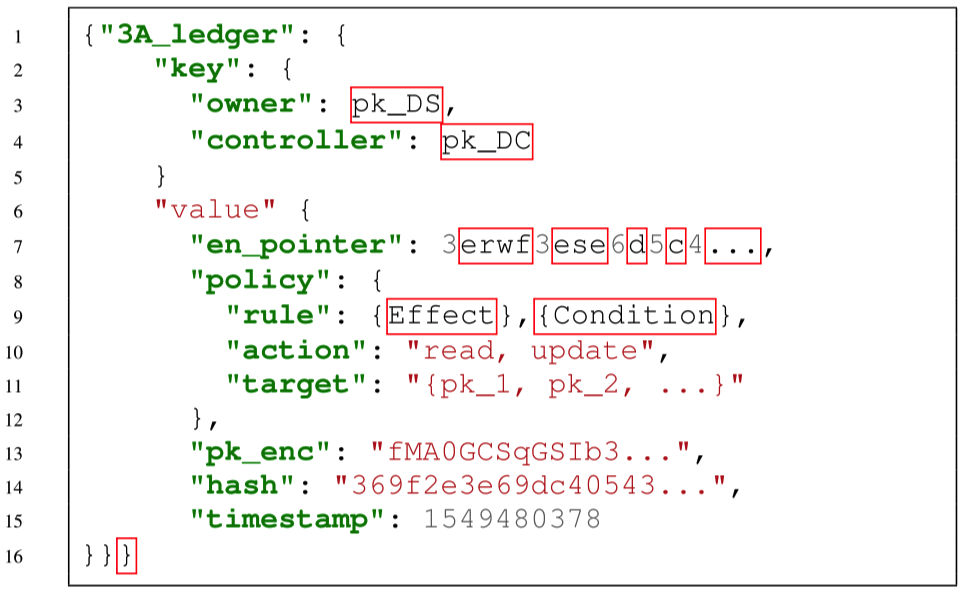 1 {"3A_ledger": {
2 "key": {
3 "owner": pk_DS,
4 "controller": pk_DC
5 }
6 "value" {
7 "en_pointer": 3erwf3ese6d5c4...,
8 "policy": {
9 "rule": {Effect},{Condition},
10 "action": "read, update",
11 "target": "{pk_1, pk_2, ...}"
12 },
13 "pk_enc": "fMA0GCSqGSIb3...",
14 "hash": "369f2e3e69dc40543...",
15 "timestamp": 1549480378
16 }}}